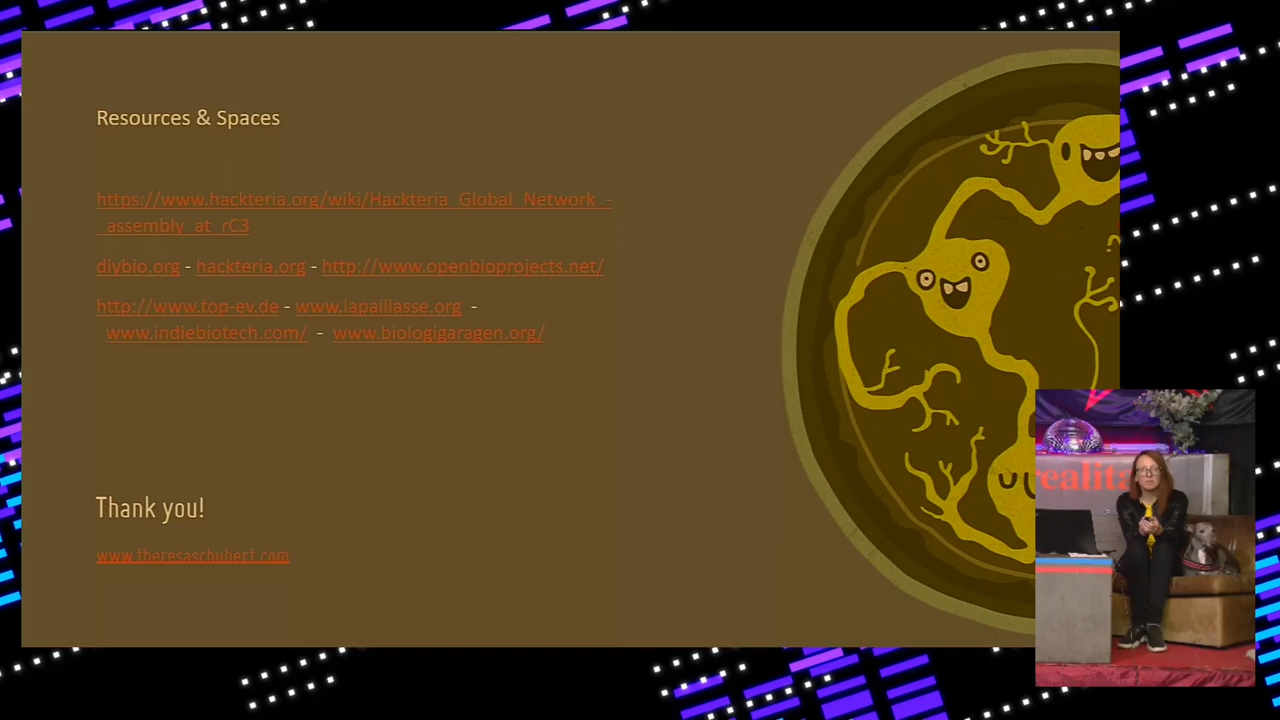 Resources & Spaces
https://www.hackteria.org/wiki/Hackteria_Global_Network_-
_assembly_at_rC3
diybio.org - hackteria.org - http://www.openbioprojects.net/
http://www.top-ev.de - www.lapaillasse.org -
www.indiebiotech.com/ - www.biologigaragen.org/
Thank you!
www.theresaschubert.com